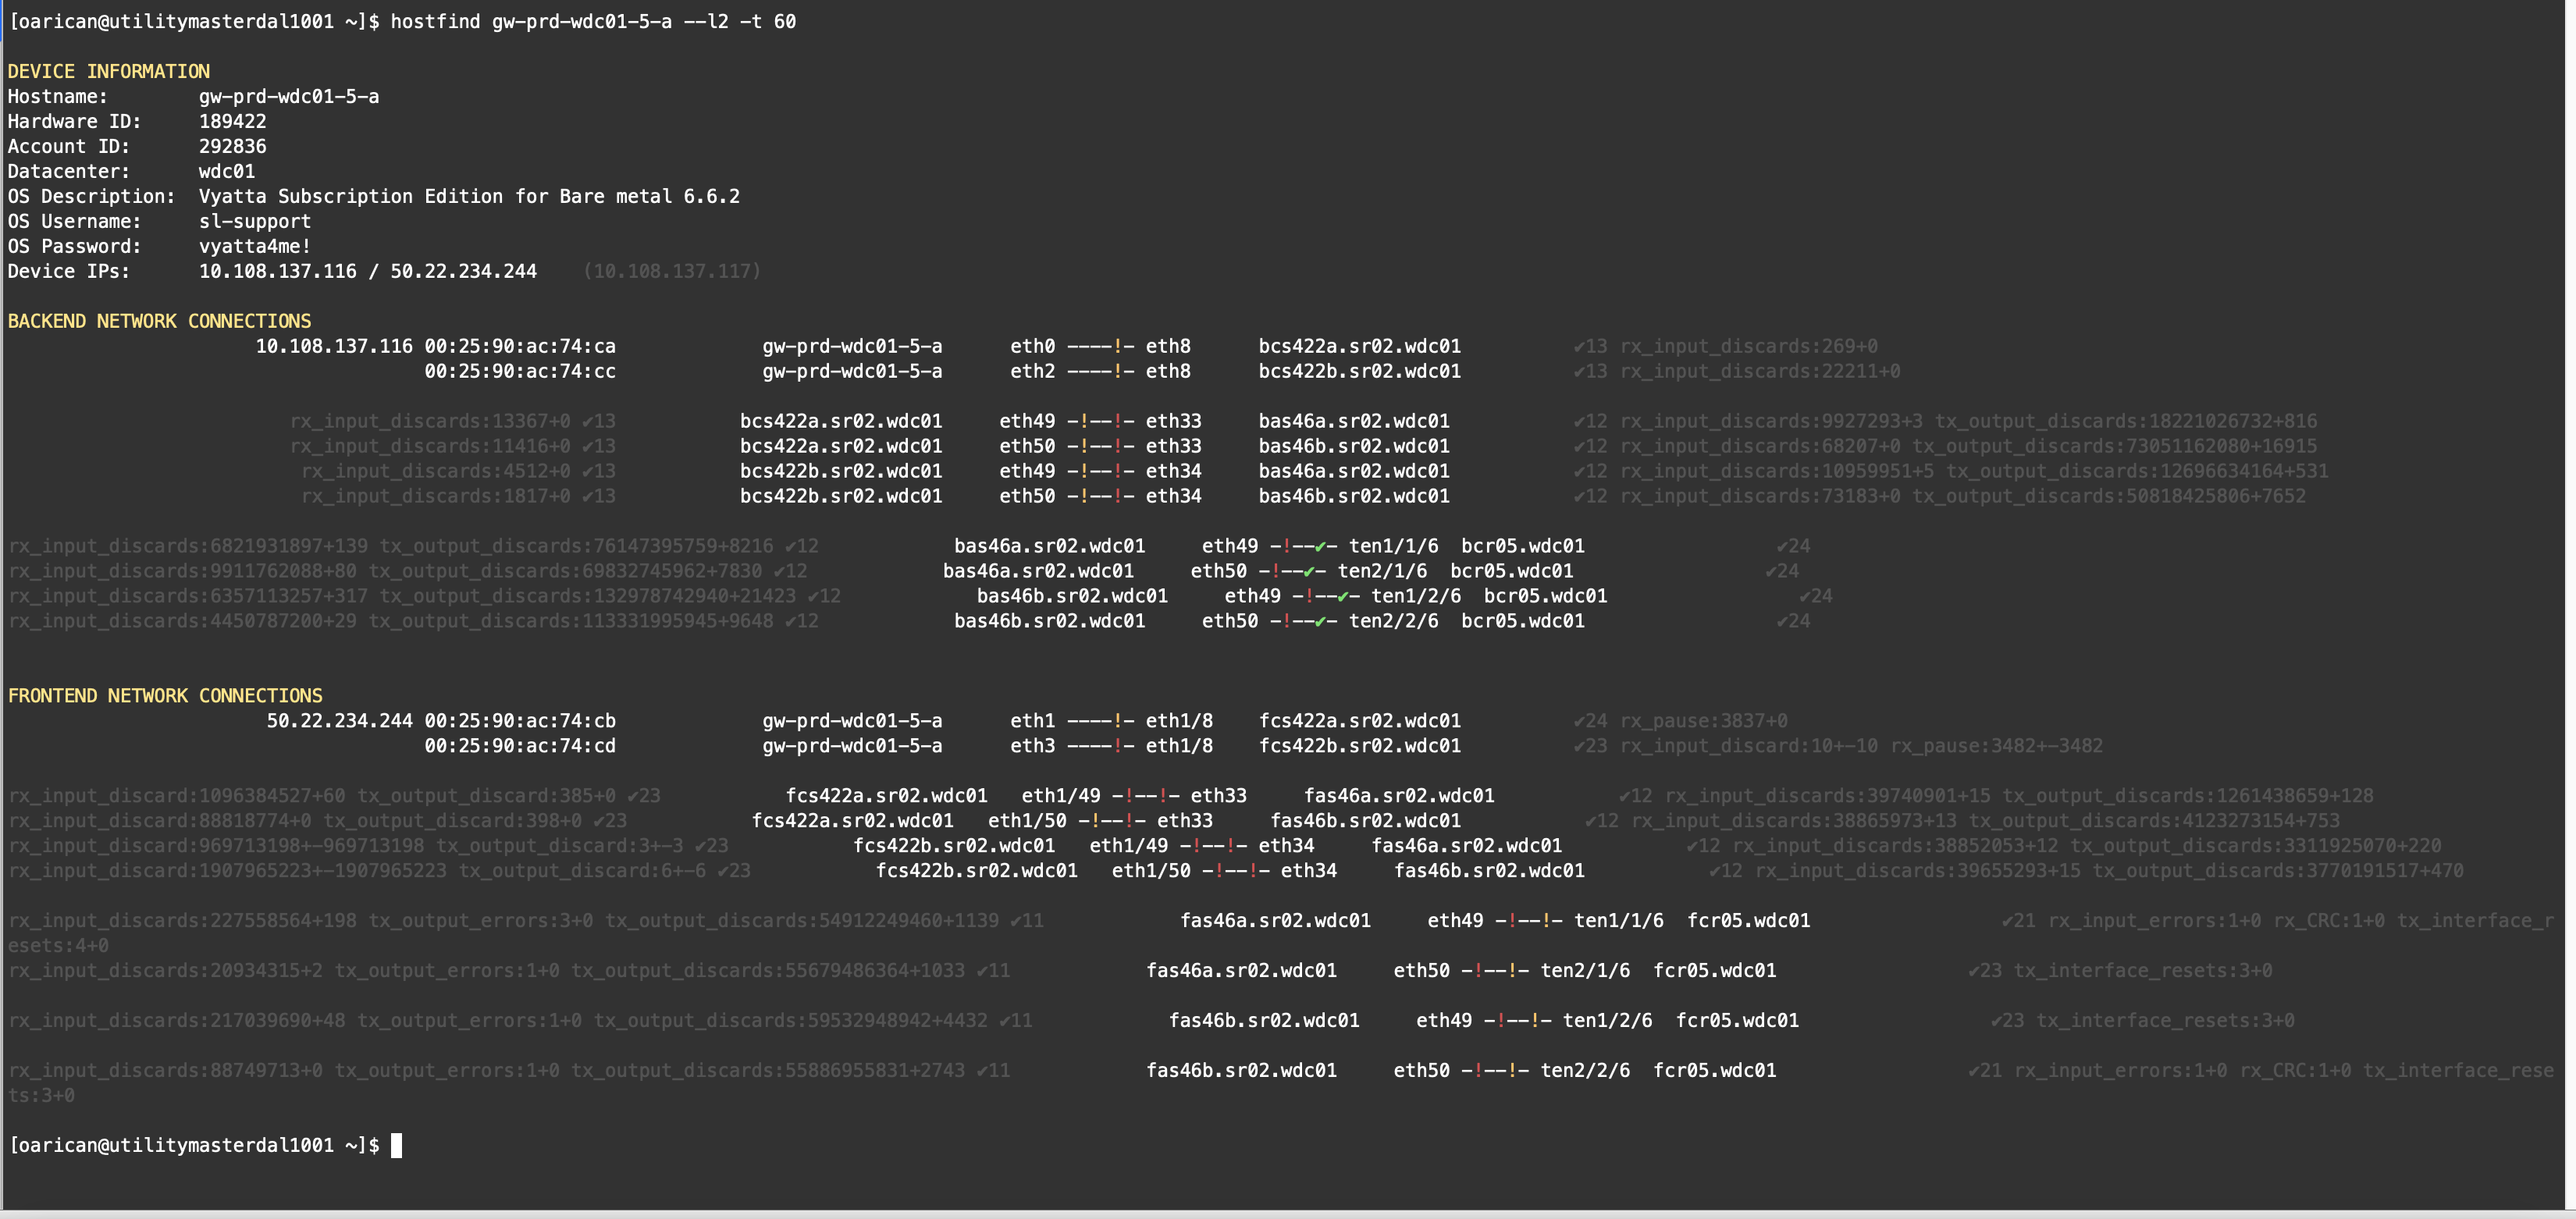 [oarican@utilitymasterdal1001 ~]$ hostfind gw-prd-wdc01-5-a --l2 -t 60
DEVICE INFORMATION
Hostname: gw-prd-wdc01-5-a
Hardware ID: 189422
Account ID: 292836
Datacenter: wdc01
OS Description: Vyatta Subscription Edition for Bare metal 6.6.2
OS Username: sl-support
OS Password: vyatta4me!
Device IPs: 10.108.137.116 / 50.22.234.244 (10.108.137.117)
BACKEND NETWORK CONNECTIONS
10.108.137.116 00:25:90:ac:74:ca gw-prd-wdc01-5-a eth0 ----!- eth8 bcs422a.sr02.wdc01 ✔13 rx_input_discards:269+0
00:25:90:ac:74:cc gw-prd-wdc01-5-a eth2 ----!- eth8 bcs422b.sr02.wdc01 ✔13 rx_input_discards:22211+0
rx_input_discards:13367+0 ✔13 bcs422a.sr02.wdc01 eth49 -!--!- eth33 bas46a.sr02.wdc01 ✔12 rx_input_discards:9927293+3 tx_output_discards:18221026732+816
rx_input_discards:11416+0 ✔13 bcs422a.sr02.wdc01 eth50 -!--!- eth33 bas46b.sr02.wdc01 ✔12 rx_input_discards:68207+0 tx_output_discards:73051162080+16915
rx_input_discards:4512+0 ✔13 bcs422b.sr02.wdc01 eth49 -!--!- eth34 bas46a.sr02.wdc01 ✔12 rx_input_discards:10959951+5 tx_output_discards:12696634164+531
rx_input_discards:1817+0 ✔13 bcs422b.sr02.wdc01 eth50 -!--!- eth34 bas46b.sr02.wdc01 ✔12 rx_input_discards:73183+0 tx_output_discards:50818425806+7652
rx_input_discards:6821931897+139 tx_output_discards:76147395759+8216 ✔12 bas46a.sr02.wdc01 eth49 -!--✔- ten1/1/6 bcr05.wdc01 ✔24
rx_input_discards:9911762088+80 tx_output_discards:69832745962+7830 ✔12 bas46a.sr02.wdc01 eth50 -!--✔- ten2/1/6 bcr05.wdc01 ✔24
rx_input_discards:6357113257+317 tx_output_discards:132978742940+21423 ✔12 bas46b.sr02.wdc01 eth49 -!--✔- ten1/2/6 bcr05.wdc01 ✔24
rx_input_discards:4450787200+29 tx_output_discards:113331995945+9648 ✔12 bas46b.sr02.wdc01 eth50 -!--✔- ten2/2/6 bcr05.wdc01 ✔24
FRONTEND NETWORK CONNECTIONS
50.22.234.244 00:25:90:ac:74:cb gw-prd-wdc01-5-a eth1 ----!- eth1/8 fcs422a.sr02.wdc01 ✔24 rx_pause:3837+0
00:25:90:ac:74:cd gw-prd-wdc01-5-a eth3 ----!- eth1/8 fcs422b.sr02.wdc01 ✔23 rx_input_discard:10+-10 rx_pause:3482+-3482
rx_input_discard:1096384527+60 tx_output_discard:385+0 ✔23 fcs422a.sr02.wdc01 eth1/49 -!--!- eth33 fas46a.sr02.wdc01 ✔12 rx_input_discards:39740901+15 tx_output_discards:1261438659+128
rx_input_discard:88818774+0 tx_output_discard:398+0 ✔23 fcs422a.sr02.wdc01 eth1/50 -!--!- eth33 fas46b.sr02.wdc01 ✔12 rx_input_discards:38865973+13 tx_output_discards:4123273154+753
rx_input_discard:969713198+-969713198 tx_output_discard:3+-3 ✔23 fcs422b.sr02.wdc01 eth1/49 -!--!- eth34 fas46a.sr02.wdc01 ✔12 rx_input_discards:38852053+12 tx_output_discards:3311925070+220
rx_input_discard:1907965223+-1907965223 tx_output_discard:6+-6 ✔23 fcs422b.sr02.wdc01 eth1/50 -!--!- eth34 fas46b.sr02.wdc01 ✔12 rx_input_discards:39655293+15 tx_output_discards:3770191517+470
rx_input_discards:227558564+198 tx_output_errors:3+0 tx_output_discards:54912249460+1139 ✔11 fas46a.sr02.wdc01 eth49 -!--!- ten1/1/6 fcr05.wdc01 ✔21 rx_input_errors:1+0 rx_CRC:1+0 tx_interface_r
esets:4+0
rx_input_discards:20934315+2 tx_output_errors:1+0 tx_output_discards:55679486364+1033 ✔11 fas46a.sr02.wdc01 eth50 -!--!- ten2/1/6 fcr05.wdc01 ✔23 tx_interface_resets:3+0
rx_input_discards:217039690+48 tx_output_errors:1+0 tx_output_discards:59532948942+4432 ✔11 fas46b.sr02.wdc01 eth49 -!--!- ten1/2/6 fcr05.wdc01 ✔23 tx_interface_resets:3+0
rx_input_discards:88749713+0 tx_output_errors:1+0 tx_output_discards:55886955831+2743 ✔11 fas46b.sr02.wdc01 eth50 -!--!- ten2/2/6 fcr05.wdc01 ✔21 rx_input_errors:1+0 rx_CRC:1+0 tx_interface_rese
ts:3+0
[oarican@utilitymasterdal1001 ~]$